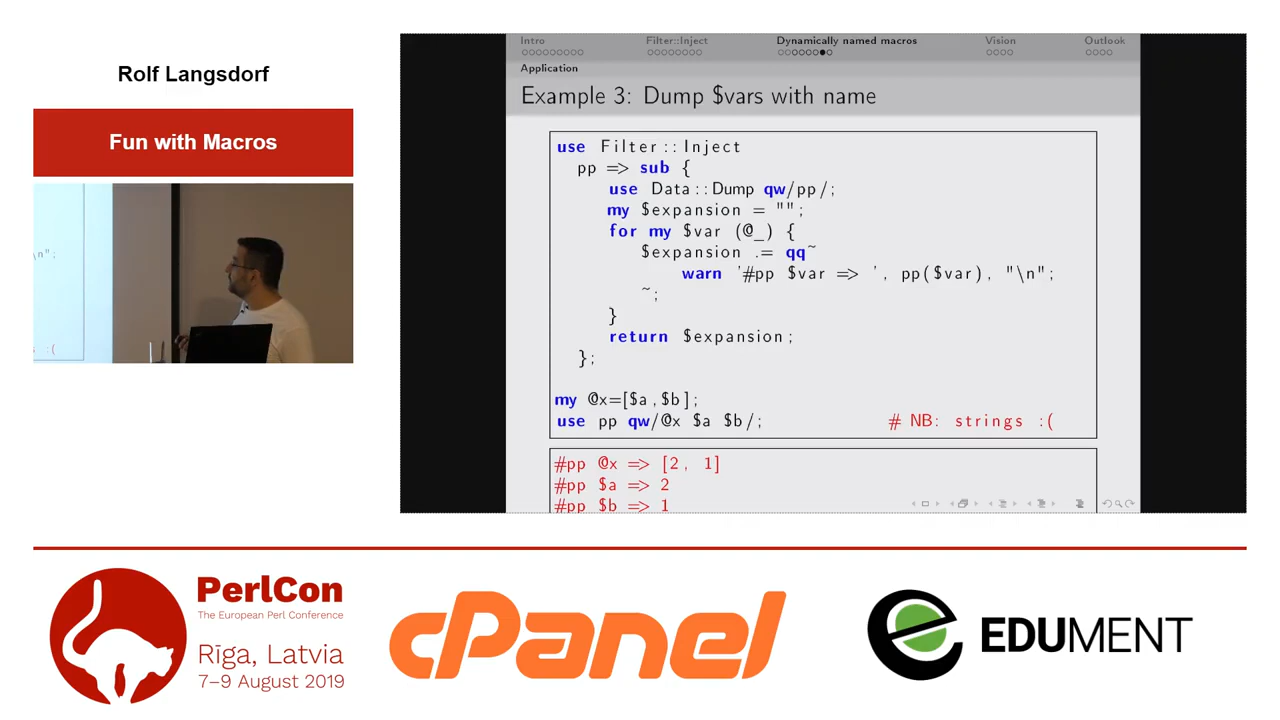 Rolf Langsdorf
Fun with Macros
\n";
s :(
Intro Filter::Inject Dynamically named macros Vision Outlook
Application
Example 3: Dump $vars with name
use Filter::Inject
pp => sub {
use Data::Dump qw/pp/;
my $expansion = "";
for my $var (@_) {
$expansion .= qq~
warn '#pp $var => ', pp($var), "\n";
~;
}
return $expansion;
};
my @x=[$a,$b];
use pp qw/@x $a $b/; # NB: strings :(
#pp @x => [2, 1]
#pp $a => 2
#pp $b => 1
PerlCon
The European Perl Conference
Rīga, Latvia
7–9 August 2019
cPanel
EDUMENT